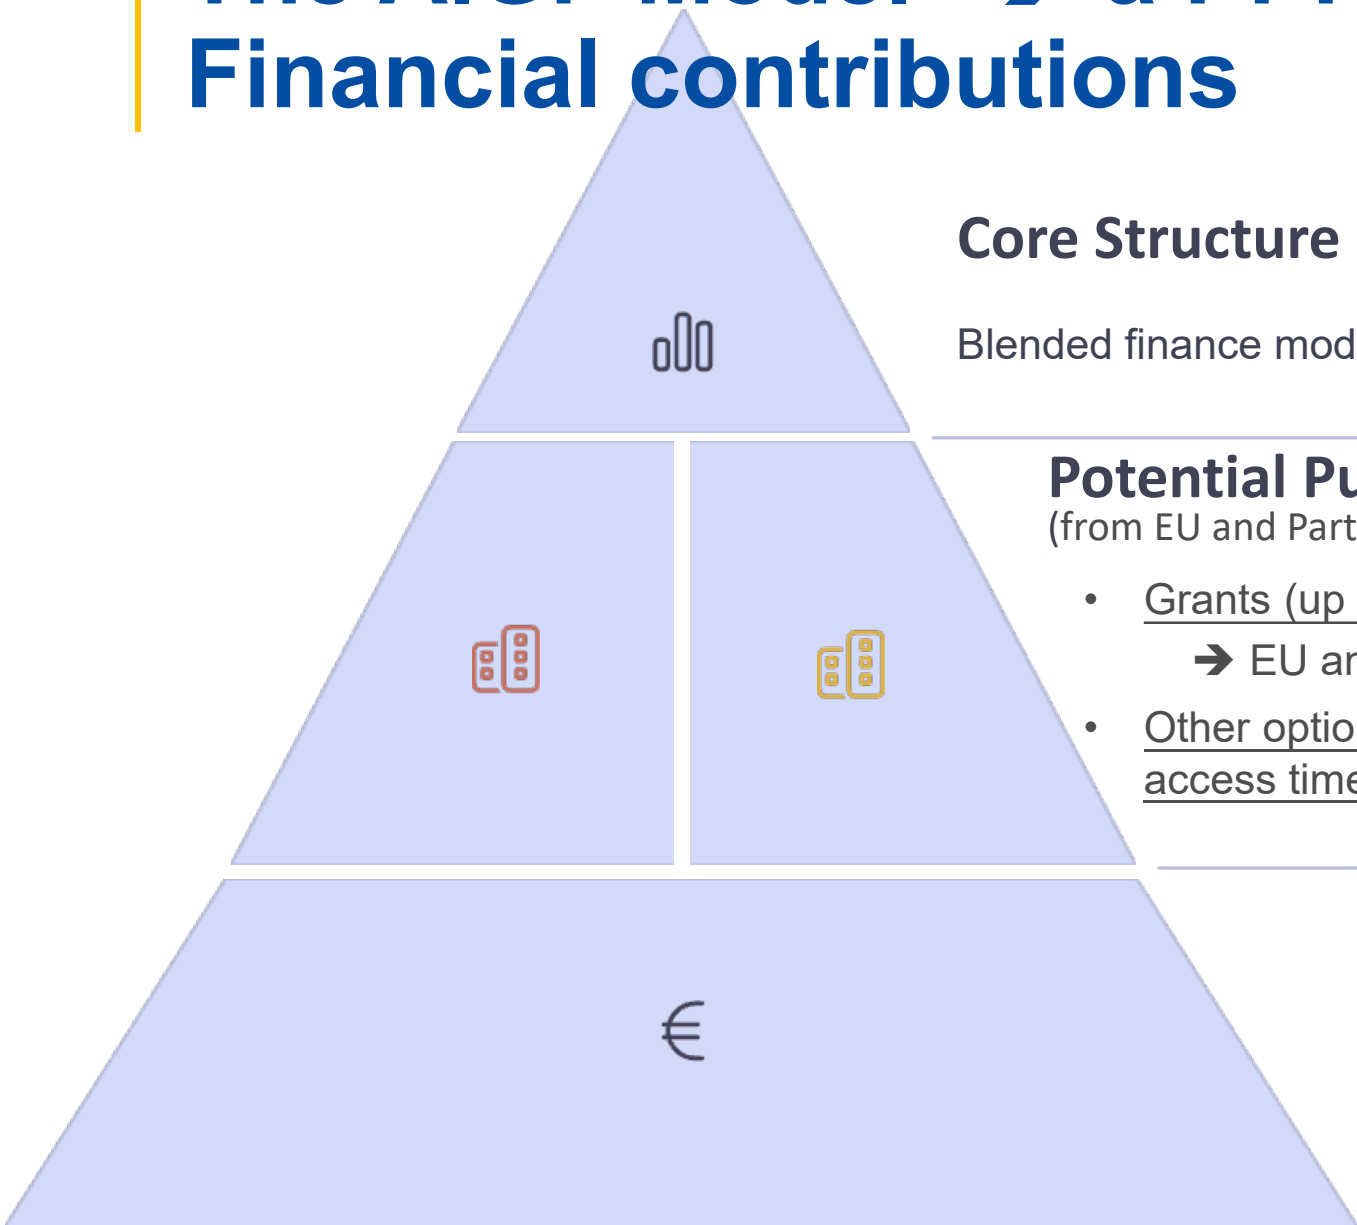 Financial contributions
Core Structure
Blended finance mod
Potential Pu
(from EU and Part
• Grants (up
➔ EU an
• Other optio
access time
€